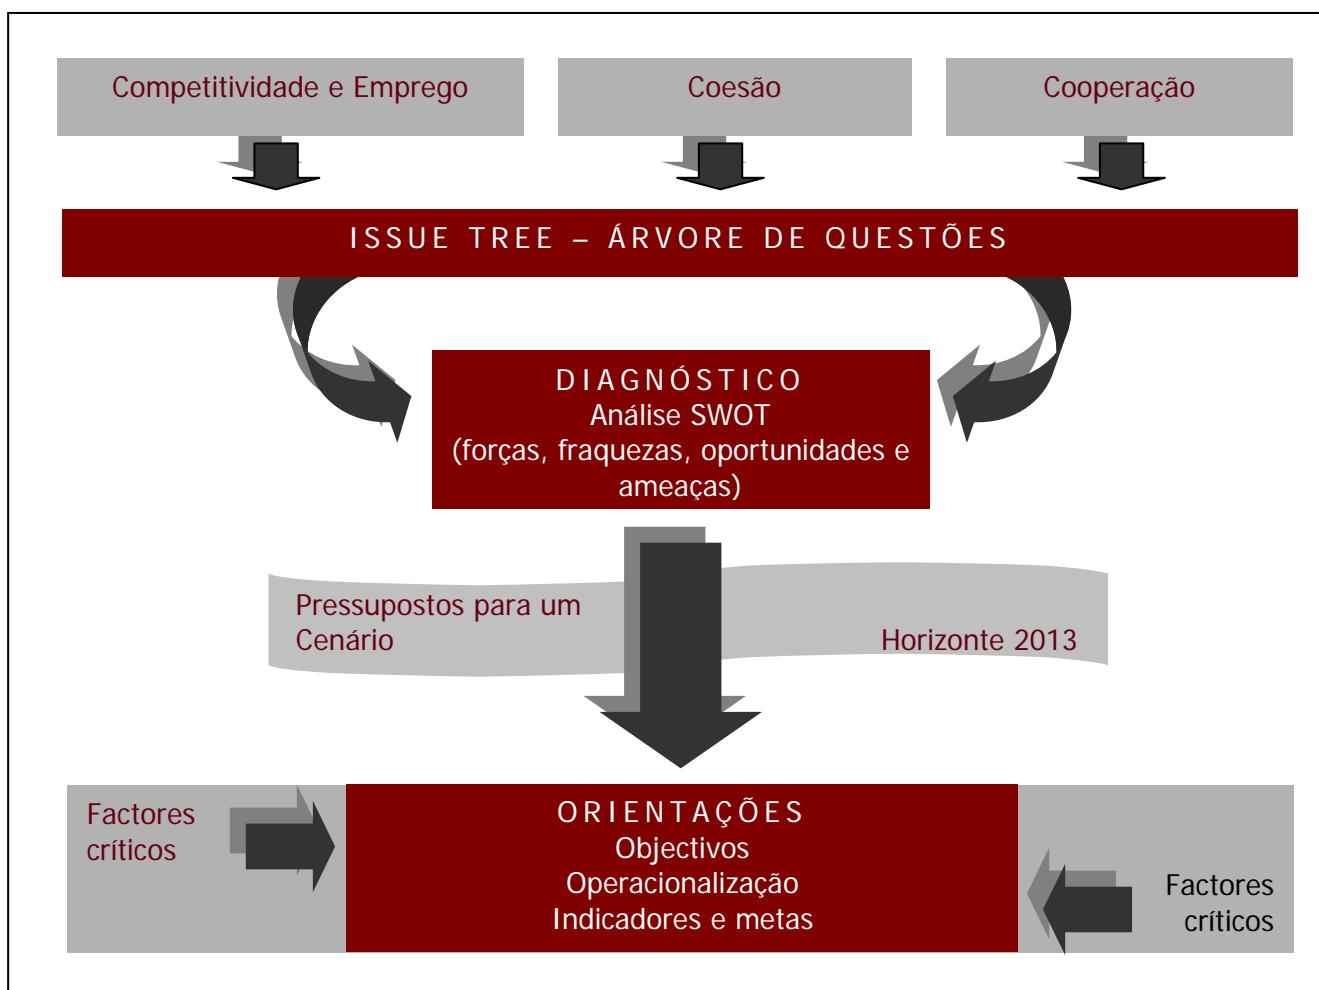 Competitividade e Emprego
Coesão
Cooperação
ISSUE TREE – ÁRVORE DE QUESTÕES
DIAGNÓSTICO
Análise SWOT
(forças, fraquezas, oportunidades e
ameaças)
Pressupostos para um
Cenário
Horizonte 2013
Factores
críticos
ORIENTAÇÕES
Objectivos
Operacionalização
Indicadores e metas
Factores
críticos